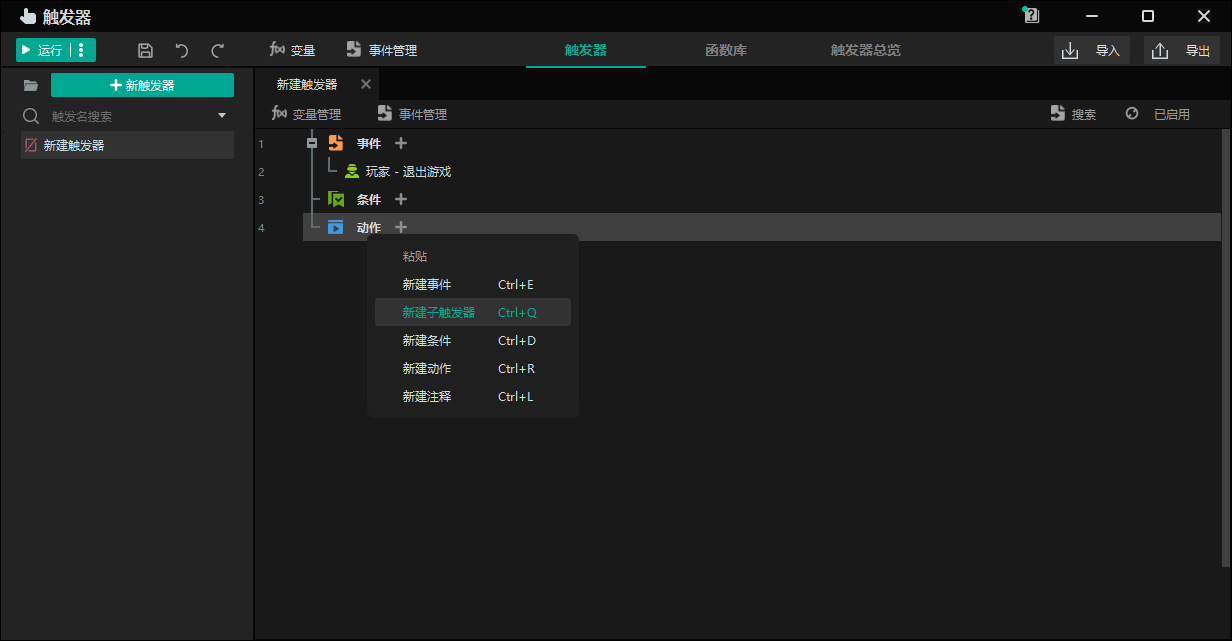 触发器
运行 变量 事件管理 触发器 函数库 触发器总览 导入 导出
新触发器
新建触发器
触发名搜索
变量管理 事件管理 搜索 已启用
新建触发器
1 事件
2 玩家 - 退出游戏
3 条件
4 动作
粘贴
新建事件 Ctrl+E
新建子触发器 Ctrl+Q
新建条件 Ctrl+D
新建动作 Ctrl+R
新建注释 Ctrl+L